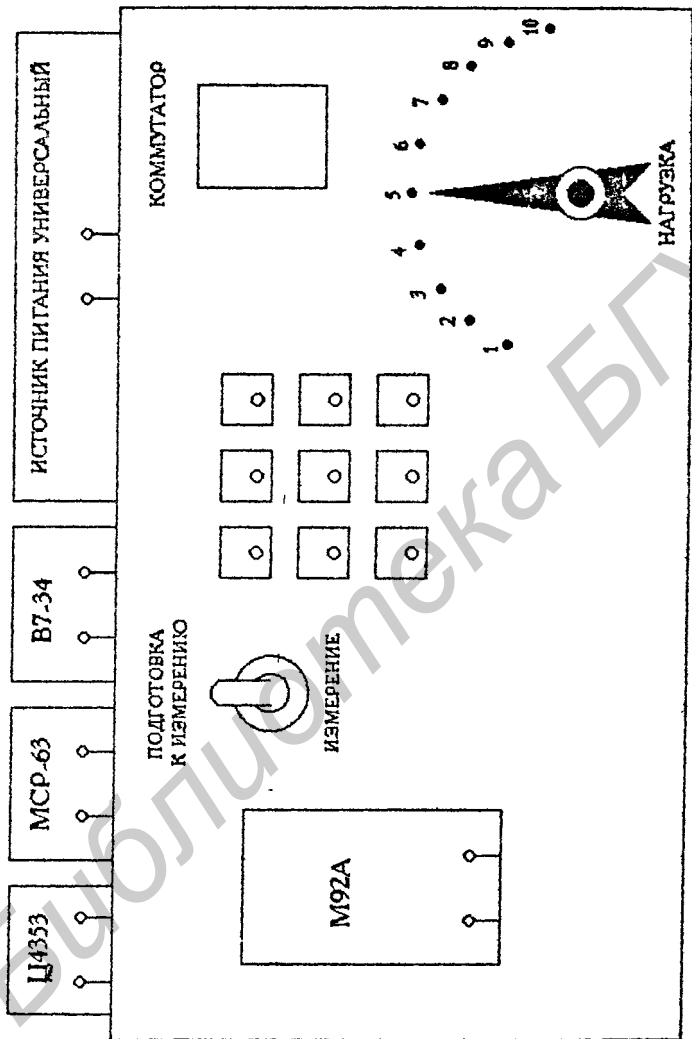 Ц4353
МСР-63
В7-34
ИСТОЧНИК ПИТАНИЯ УНИВЕРСАЛЬНЫЙ
М92А
ПОДГОТОВКА
К ИЗМЕРЕНИЮ
ИЗМЕРЕНИЕ
КОММУТАТОР
1
2
3
4
5
6
7
8
9
10
НАГРУЗКА
Библиотека БГУ